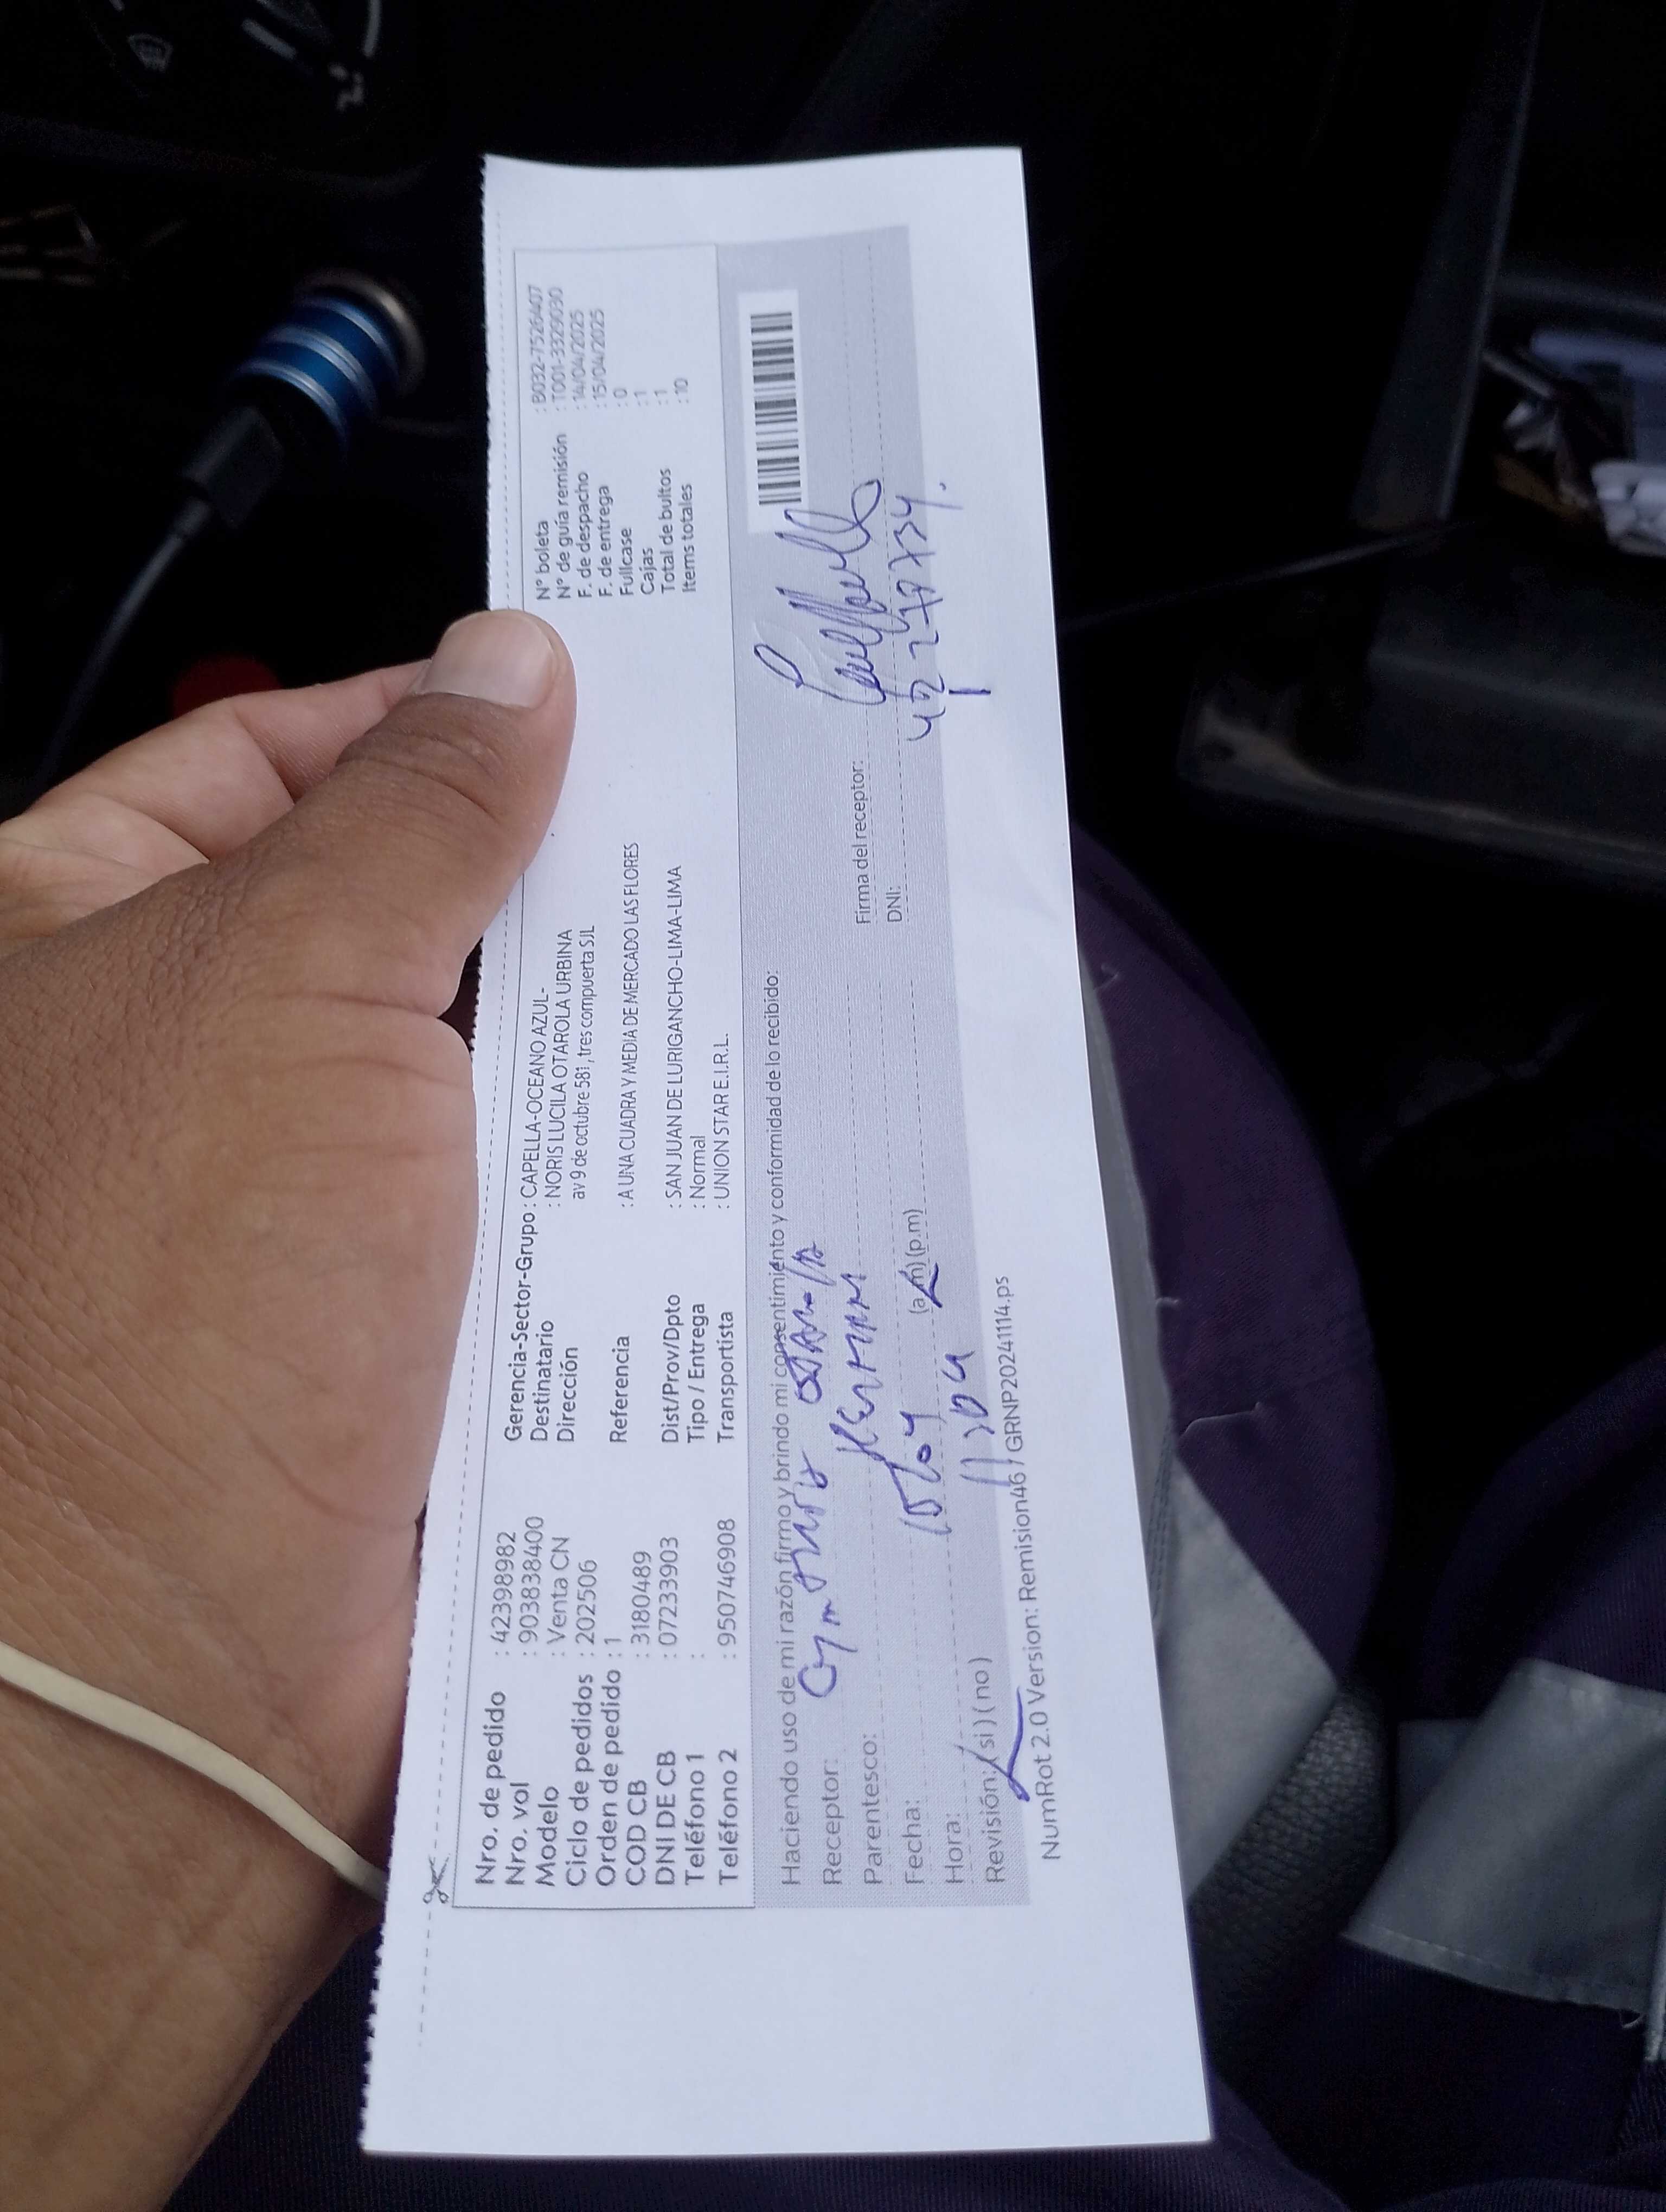 Nro. de pedido : 42398982
Nro. vol : 903838400
Modelo : Venta CN
Ciclo de pedidos : 202506
Orden de pedido : 1
COD CB : 3180489
DNI DE CB : 07233903
Teléfono 1 :
Teléfono 2 : 950746908
Gerencia-Sector-Grupo : CAPELLA-OCEANO AZUL-
Destinatario : NORIS LUCILA OTAROLA URBINA
Dirección av 9 de octubre 581, tres compuerta SJL
Referencia : A UNA CUADRA Y MEDIA DE MERCADO LAS FLORES
Dist/Prov/Dpto : SAN JUAN DE LURIGANCHO-LIMA-LIMA
Tipo / Entrega : Normal
Transportista : UNION STAR E.I.R.L.
N° boleta : B032-7526407
N° de guía remisión : T001-3329030
F. de despacho : 14/04/2025
F. de entrega : 15/04/2025
Fullcase : 0
Cajas : 1
Total de bultos : 1
Items totales : 10
Haciendo uso de mi razón firmo y brindo mi consentimiento y conformidad de lo recibido:
Receptor:
Parentesco:
Fecha: 15/04
Hora: (a.m) (p.m)
Revisión: (si) (no)
Firma del receptor:
DNI:
NumRot 2.0 Version: Remision46 / GRNP20241114.ps